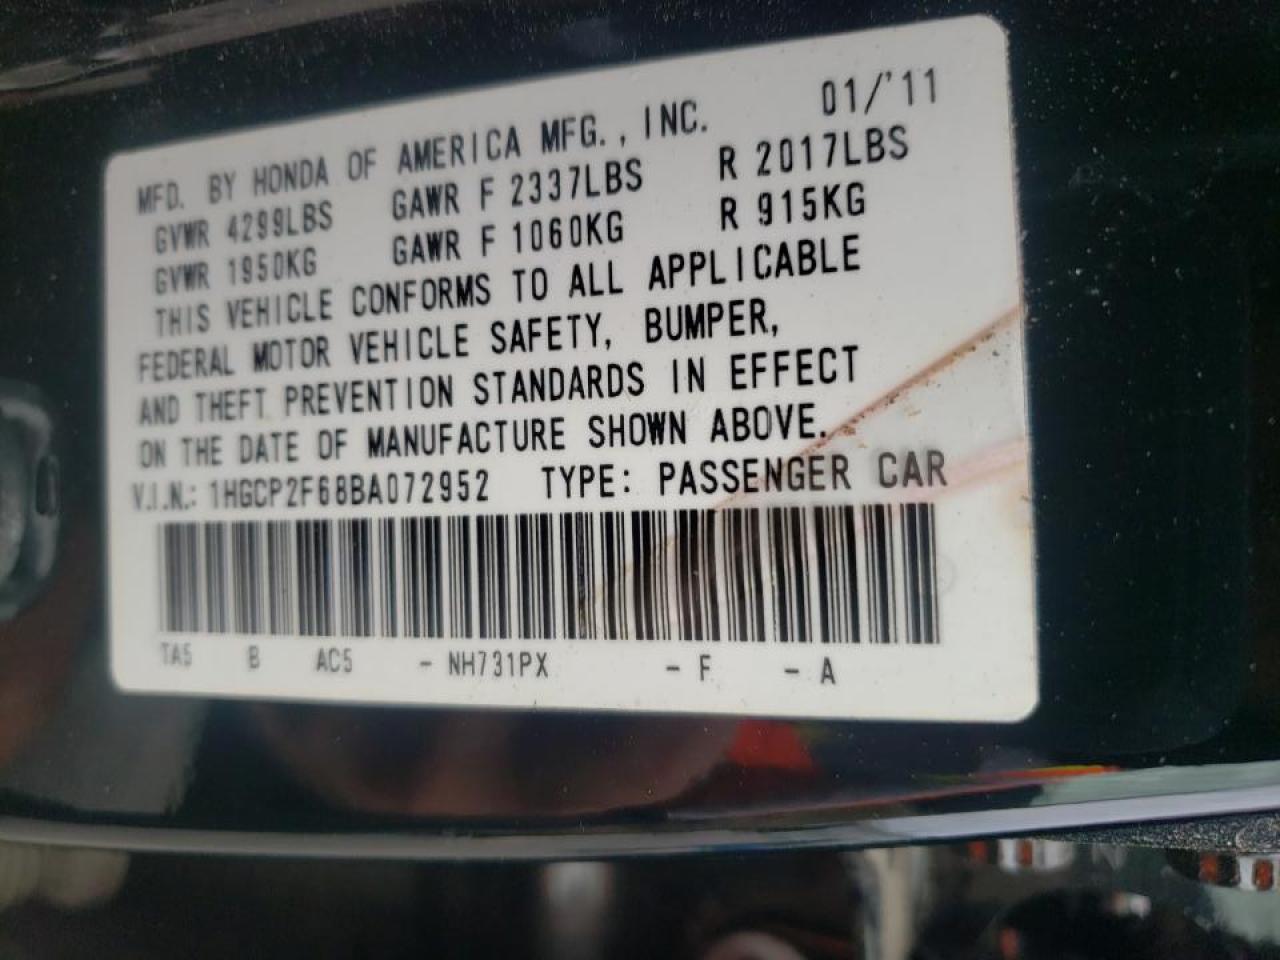 MFD. BY HONDA OF AMERICA MFG., INC. 01/'11
GVWR 4299LBS GAWR F 2337LBS R 2017LBS
GVWR 1950KG GAWR F 1060KG R 915KG
THIS VEHICLE CONFORMS TO ALL APPLICABLE
FEDERAL MOTOR VEHICLE SAFETY, BUMPER,
AND THEFT PREVENTION STANDARDS IN EFFECT
ON THE DATE OF MANUFACTURE SHOWN ABOVE.
V.I.N.: 1HGCP2F68BA072952 TYPE: PASSENGER CAR
TA5 B AC5 - NH731PX - F - A